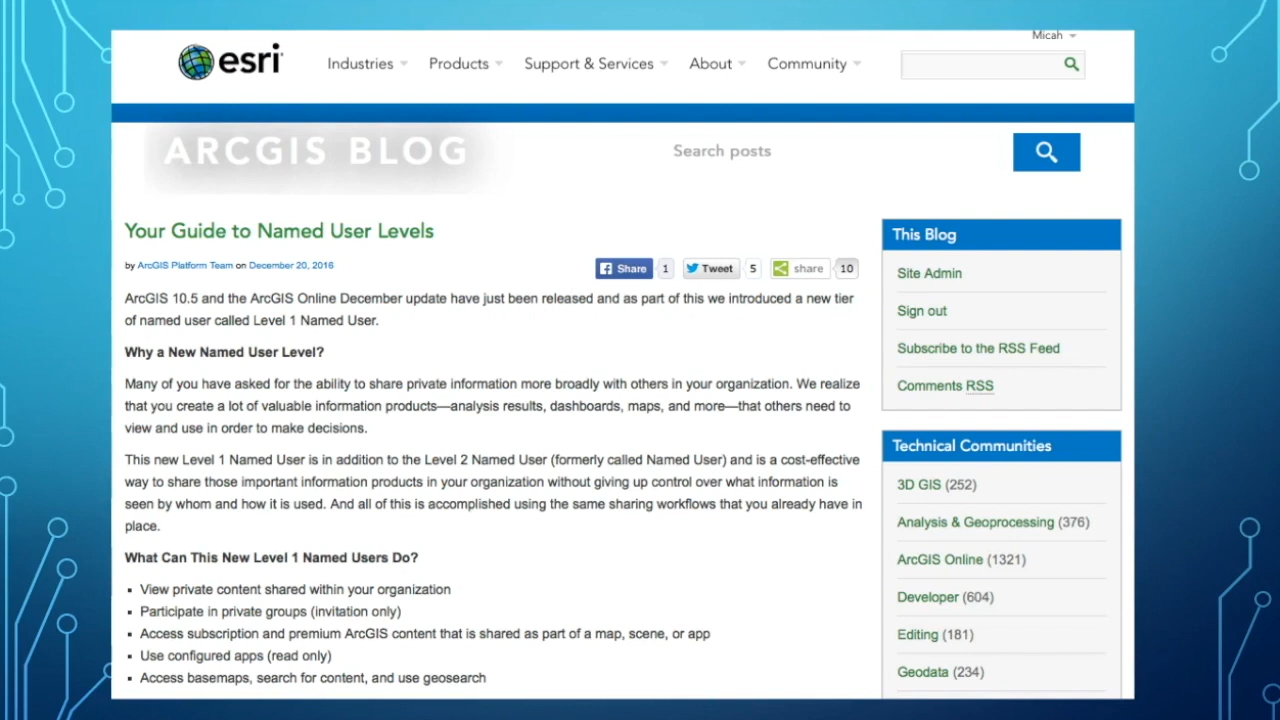 Micah
esri
Industries Products Support & Services About Community
ARCGIS BLOG
Search posts
Your Guide to Named User Levels
by ArcGIS Platform Team on December 20, 2016
Share 1 Tweet 5 share 10
ArcGIS 10.5 and the ArcGIS Online December update have just been released and as part of this we introduced a new tier
of named user called Level 1 Named User.
Why a New Named User Level?
Many of you have asked for the ability to share private information more broadly with others in your organization. We realize
that you create a lot of valuable information products—analysis results, dashboards, maps, and more—that others need to
view and use in order to make decisions.
This new Level 1 Named User is in addition to the Level 2 Named User (formerly called Named User) and is a cost-effective
way to share those important information products in your organization without giving up control over what information is
seen by whom and how it is used. And all of this is accomplished using the same sharing workflows that you already have in
place.
What Can This New Level 1 Named Users Do?
▪ View private content shared within your organization
▪ Participate in private groups (invitation only)
▪ Access subscription and premium ArcGIS content that is shared as part of a map, scene, or app
▪ Use configured apps (read only)
▪ Access basemaps, search for content, and use geosearch
This Blog
Site Admin
Sign out
Subscribe to the RSS Feed
Comments RSS
Technical Communities
3D GIS (252)
Analysis & Geoprocessing (376)
ArcGIS Online (1321)
Developer (604)
Editing (181)
Geodata (234)